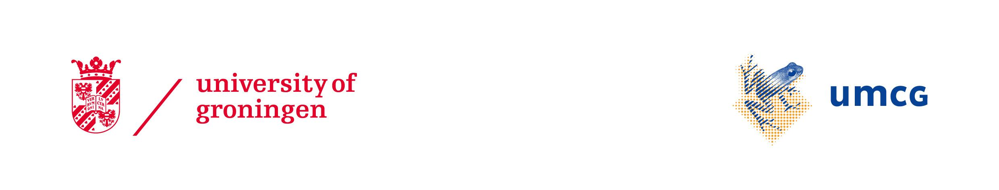 university of
groningen
VER
BVM
DNI
LV
CER
NA
umcg